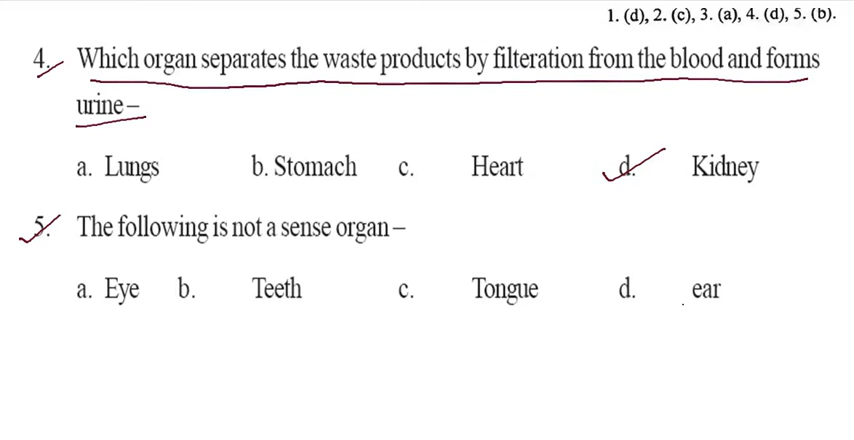 1. (d), 2. (c), 3. (a), 4. (d), 5. (b).
4. Which organ separates the waste products by filteration from the blood and forms
urine–
a. Lungs b. Stomach c. Heart d. Kidney
5. The following is not a sense organ–
a. Eye b. Teeth c. Tongue d. ear